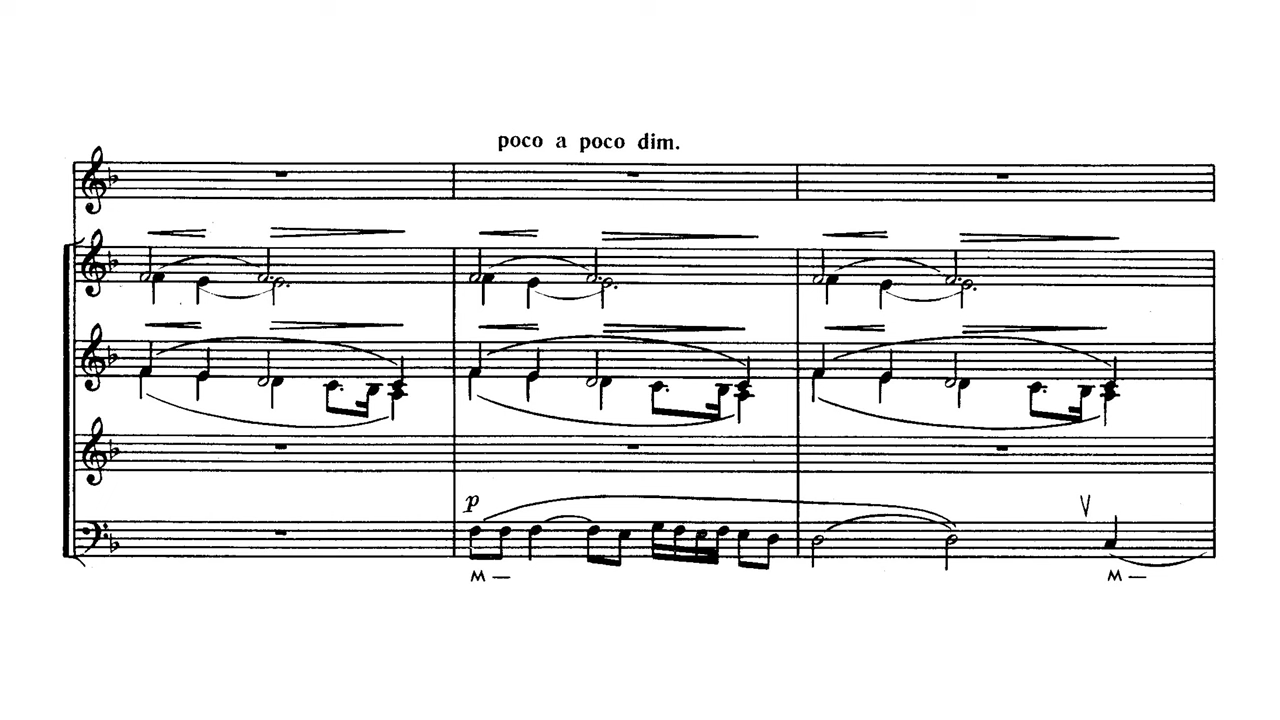 poco a poco dim.
p
M — M —